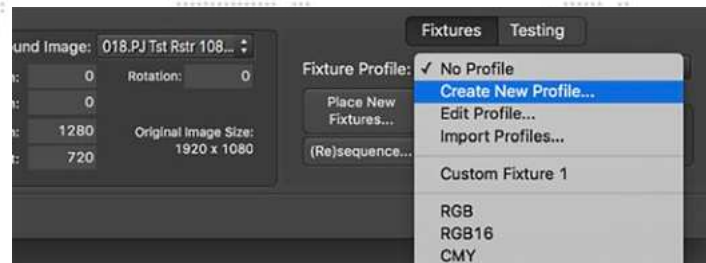 Fixtures Testing
und Image: 018.PJ Tst Rstr 108...
Fixture Profile: ✓ No Profile
0 Rotation: 0
Create New Profile...
0
Place New
Fixtures...
Edit Profile...
1280 Original Image Size:
Import Profiles...
720 1920 x 1080
(Re)sequence...
Custom Fixture 1
RGB
RGB16
CMY